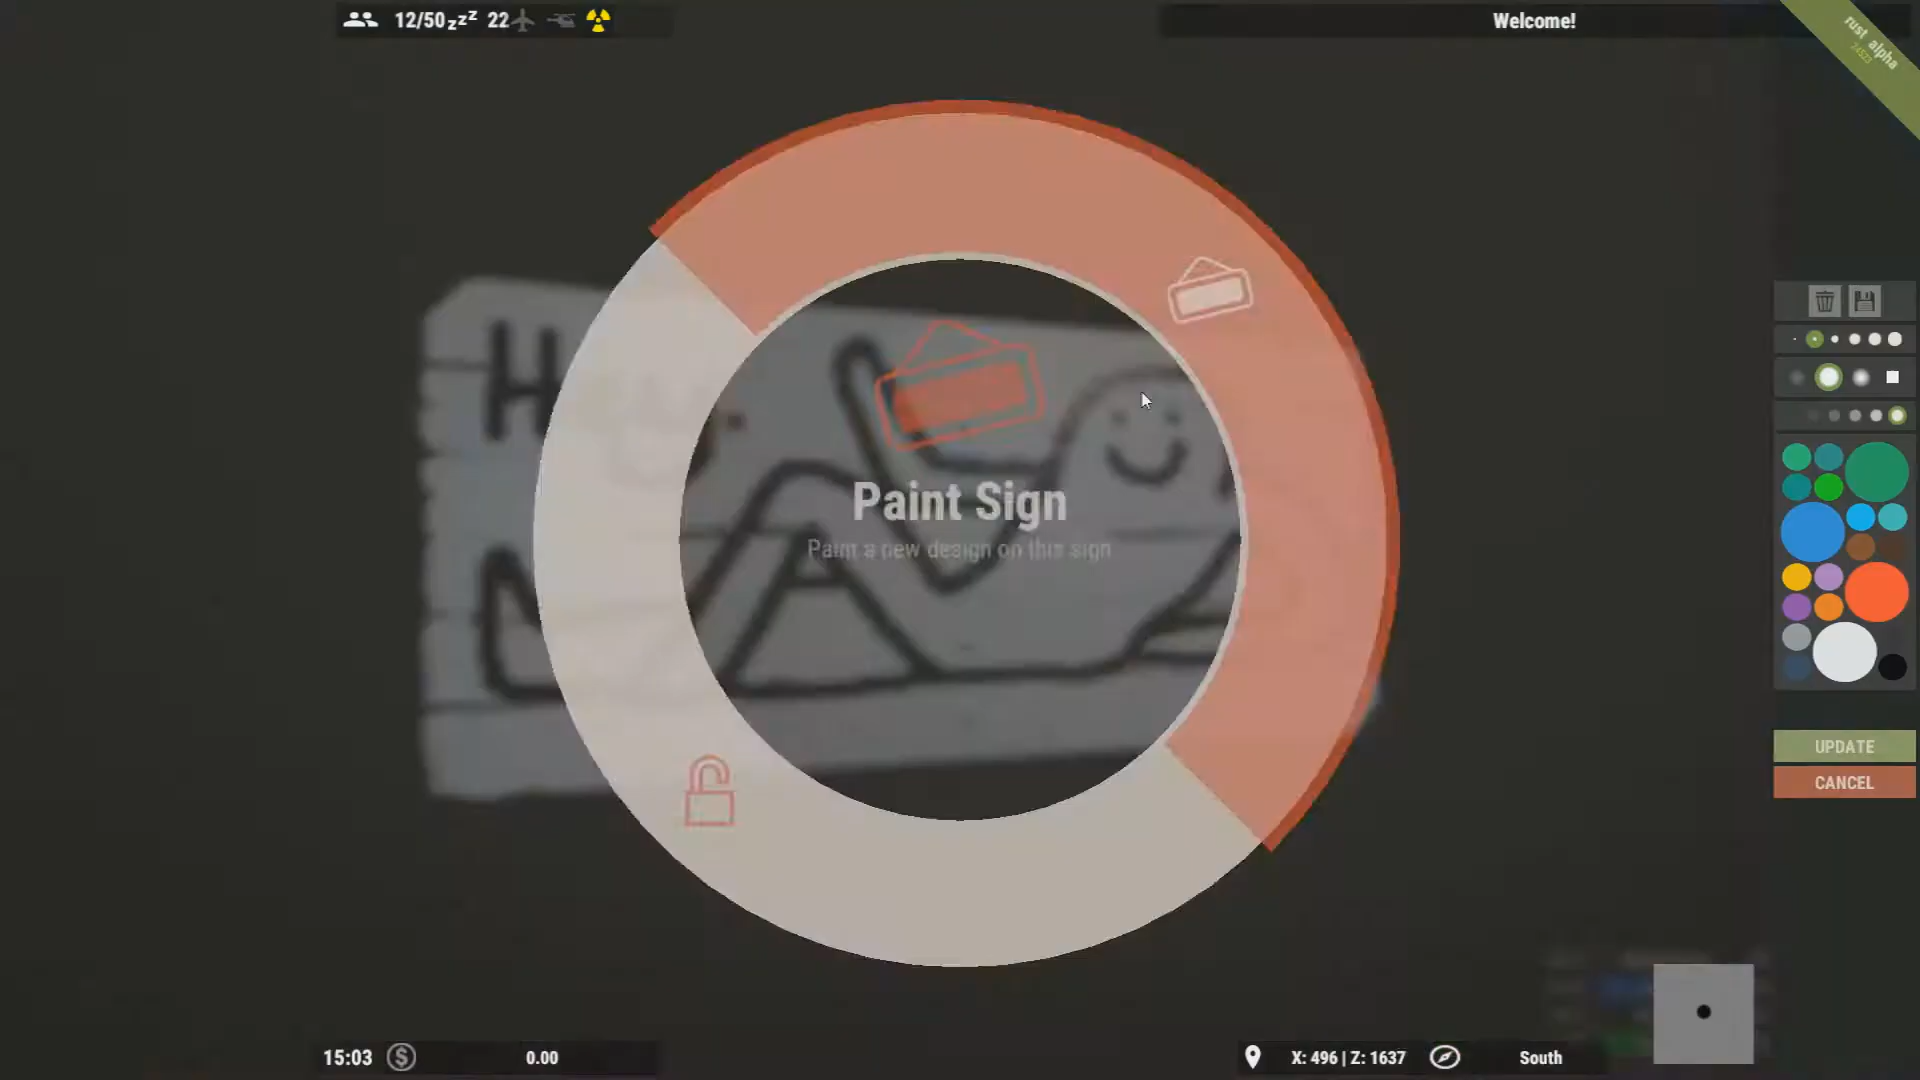 12/50 zzZ 22
Welcome!
rust alpha
Paint Sign
Paint a new design on this sign
UPDATE
CANCEL
15:03
0.00
X: 496 | Z: 1637
South